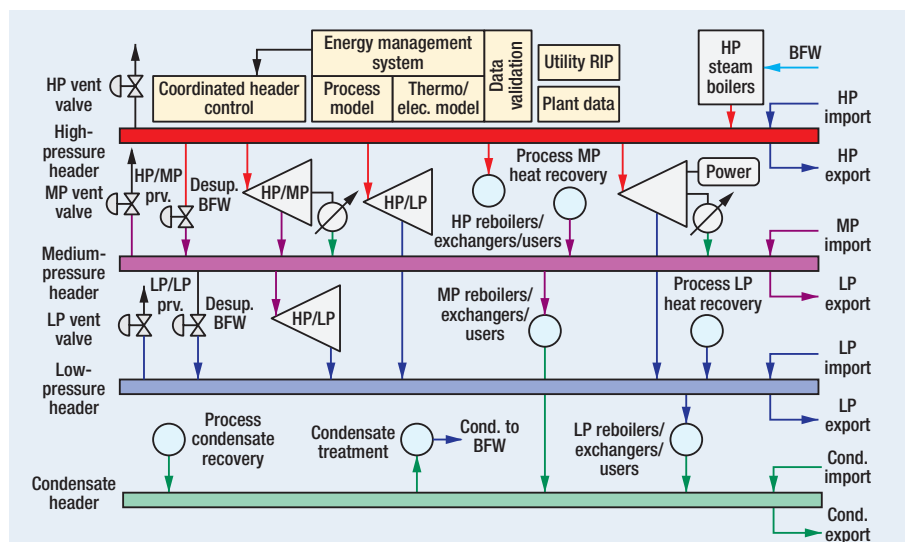 Energy management
system
Data
validation
Utility RIP
HP
steam
boilers
BFW
HP vent
valve
Coordinated header
control
Process
model
Thermo/
elec. model
Plant data
HP
import
High-
pressure
header
HP
export
MP vent
valve
HP/MP
prv.
Desup.
BFW
HP/MP
HP/LP
HP reboilers/
exchangers/users
Process MP
heat recovery
Power
MP
import
Medium-
pressure
header
LP
export
LP vent
valve
LP/LP
prv.
Desup.
BFW
HP/LP
MP reboilers/
exchangers/
users
Process LP
heat recovery
LP
import
Low-
pressure
header
LP
export
Process
condensate
recovery
Condensate
treatment
Cond. to
BFW
LP reboilers/
exchangers/
users
Cond.
import
Condensate
header
Cond.
export